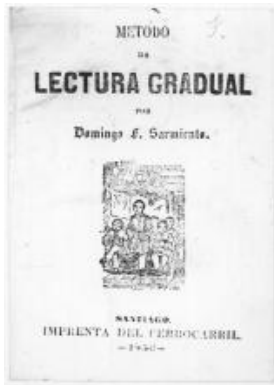 METODO
DE
LECTURA GRADUAL
POR
Domingo F. Sarmiento.
SANTIAGO.
IMPRENTA DEL FERROCARRIL.